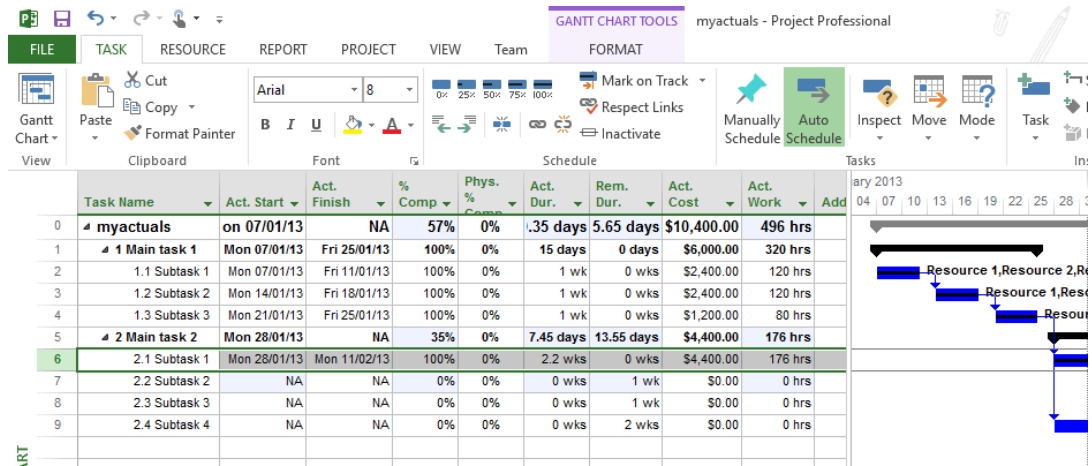 GANTT CHART TOOLS myactuals - Project Professional
FILE TASK RESOURCE REPORT PROJECT VIEW Team FORMAT
Gantt Chart
View
Paste
Cut
Copy
Format Painter
Clipboard
Arial 8
B I U A
Font
0% 25% 50% 75% 100%
Mark on Track
Respect Links
Inactivate
Schedule
Manually Schedule
Auto Schedule
Inspect Move Mode
Tasks
Task
Ins
Task Name Act. Start Act. Finish % Comp Phys. % Comp Act. Dur. Rem. Dur. Act. Cost Act. Work Add
ary 2013
04 07 10 13 16 19 22 25 28
0 myactuals on 07/01/13 NA 57% 0% .35 days 5.65 days $10,400.00 496 hrs
1 1 Main task 1 Mon 07/01/13 Fri 25/01/13 100% 0% 15 days 0 days $6,000.00 320 hrs
2 1.1 Subtask 1 Mon 07/01/13 Fri 11/01/13 100% 0% 1 wk 0 wks $2,400.00 120 hrs Resource 1,Resource 2,R
3 1.2 Subtask 2 Mon 14/01/13 Fri 18/01/13 100% 0% 1 wk 0 wks $2,400.00 120 hrs Resource 1,Reso
4 1.3 Subtask 3 Mon 21/01/13 Fri 25/01/13 100% 0% 1 wk 0 wks $1,200.00 80 hrs Resour
5 2 Main task 2 Mon 28/01/13 NA 35% 0% 7.45 days 13.55 days $4,400.00 176 hrs
6 2.1 Subtask 1 Mon 28/01/13 Mon 11/02/13 100% 0% 2.2 wks 0 wks $4,400.00 176 hrs
7 2.2 Subtask 2 NA NA 0% 0% 0 wks 1 wk $0.00 0 hrs
8 2.3 Subtask 3 NA NA 0% 0% 0 wks 1 wk $0.00 0 hrs
9 2.4 Subtask 4 NA NA 0% 0% 0 wks 2 wks $0.00 0 hrs
ART